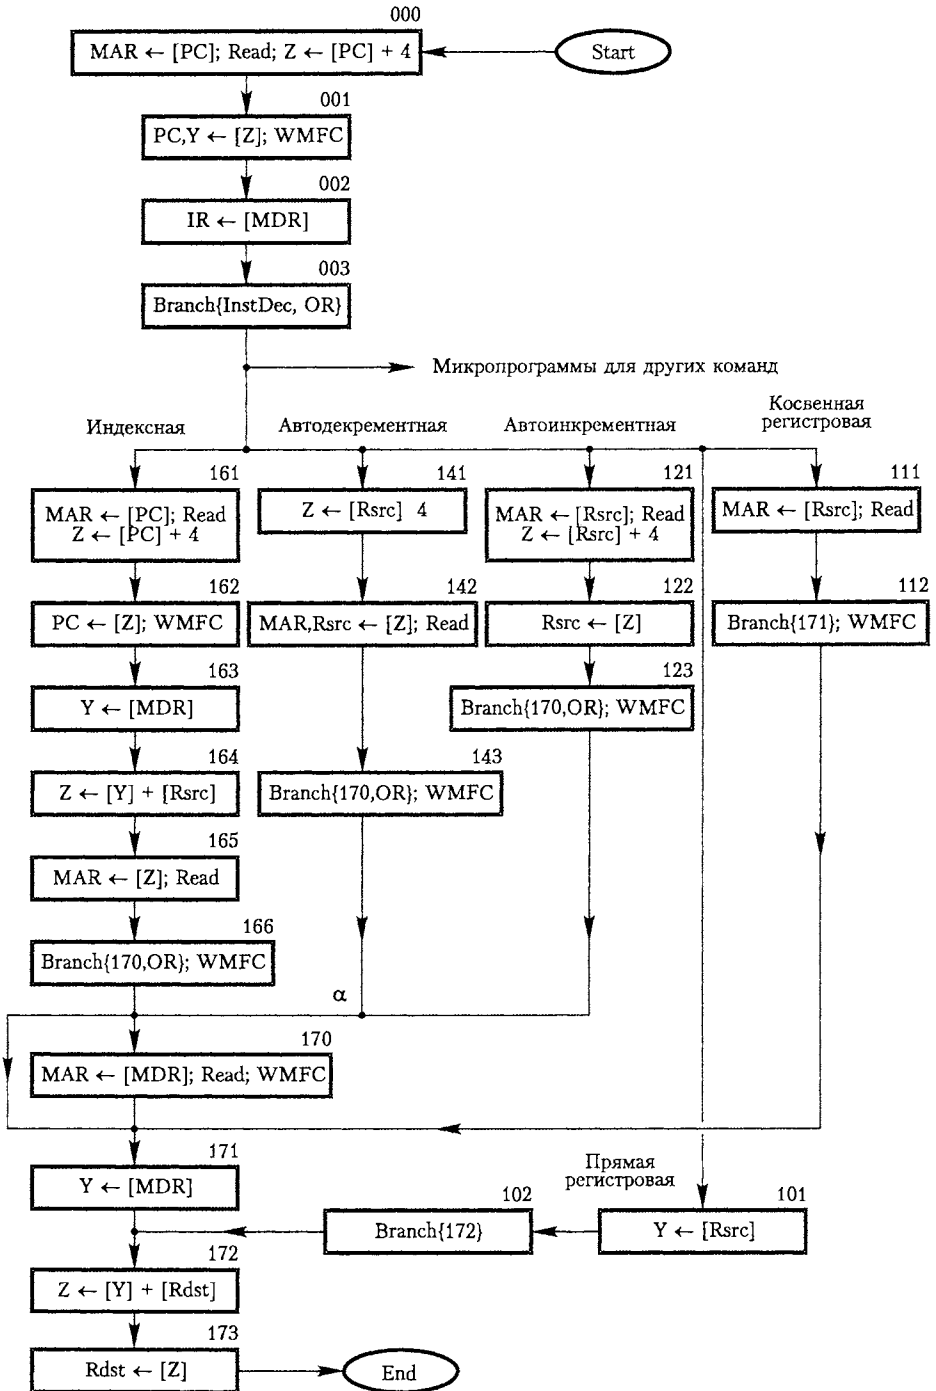 000
MAR ← [PC]; Read; Z ← [PC] + 4
Start
001
PC,Y ← [Z]; WMFC
002
IR ← [MDR]
003
Branch{InstDec, OR}
Микропрограммы для других команд
Индексная
Автодекрементная
Автоинкрементная
Косвенная
регистровая
161
MAR ← [PC]; Read
Z ← [PC] + 4
141
Z ← [Rsrc] 4
121
MAR ← [Rsrc]; Read
Z ← [Rsrc] + 4
111
MAR ← [Rsrc]; Read
162
PC ← [Z]; WMFC
142
MAR,Rsrc ← [Z]; Read
122
Rsrc ← [Z]
112
Branch{171}; WMFC
163
Y ← [MDR]
123
Branch{170,OR}; WMFC
164
Z ← [Y] + [Rsrc]
143
Branch{170,OR}; WMFC
165
MAR ← [Z]; Read
166
Branch{170,OR}; WMFC
α
170
MAR ← [MDR]; Read; WMFC
171
Y ← [MDR]
Прямая
регистровая
102
Branch{172}
101
Y ← [Rsrc]
172
Z ← [Y] + [Rdst]
173
Rdst ← [Z]
End